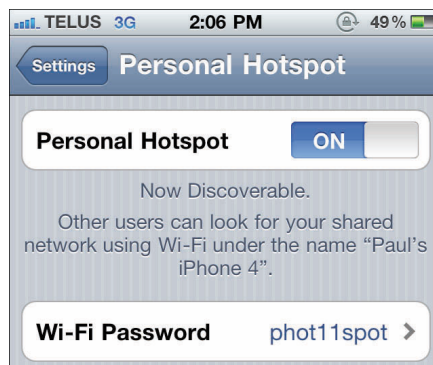 TELUS 3G 2:06 PM 49%
Settings Personal Hotspot
Personal Hotspot ON
Now Discoverable.
Other users can look for your shared
network using Wi-Fi under the name “Paul’s
iPhone 4”.
Wi-Fi Password phot11spot